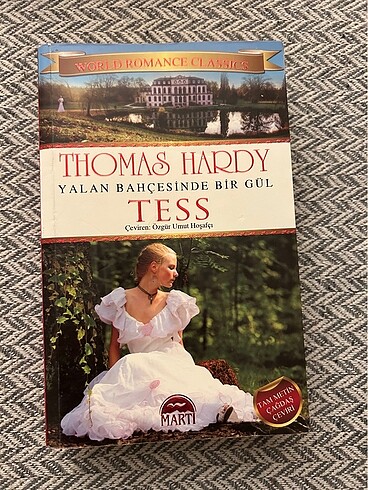 WORLD ROMANCE CLASSICS
THOMAS HARDY
YALAN BAHÇESİNDE BİR GÜL
TESS
Çeviren: Özgür Umut Hoşafçı
TAM METİN
ÇAĞDAŞ
ÇEVİRİ
MARTI